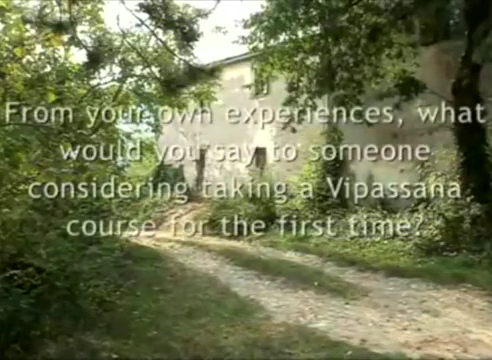 From your own experiences, what
would you say to someone
considering taking a Vipassana
course for the first time?